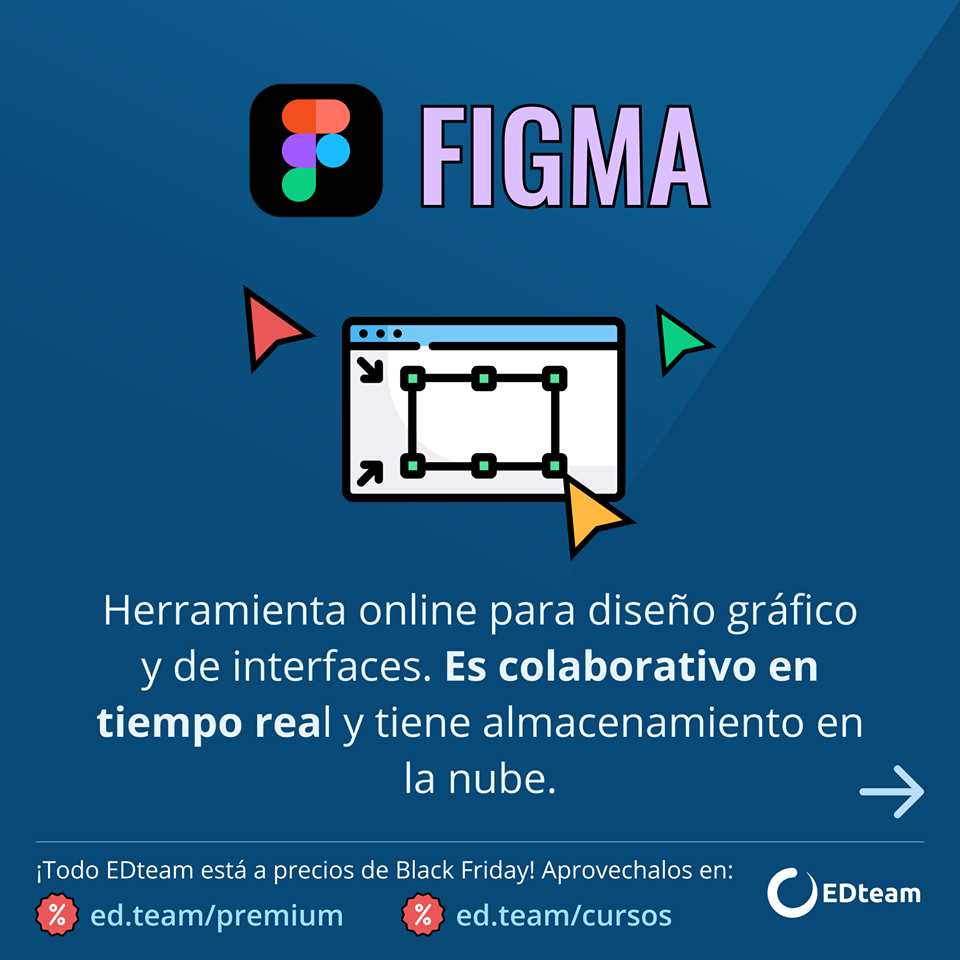 FIGMA
Herramienta online para diseño gráfico
y de interfaces. Es colaborativo en
tiempo real y tiene almacenamiento en
la nube.
¡Todo EDteam está a precios de Black Friday! Aprovechalos en:
% ed.team/premium % ed.team/cursos
EDteam